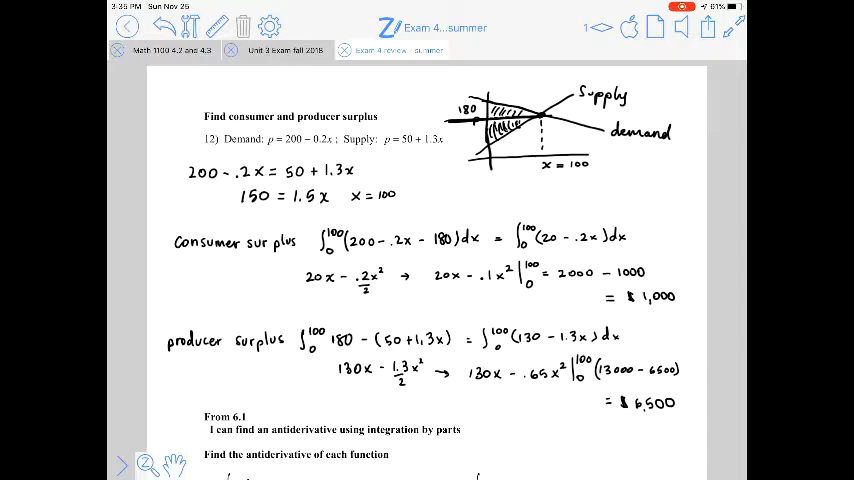 3:35 PM Sun Nov 25
61%
Exam 4...summer
1
Math 1100 4.2 and 4.3
Unit 3 Exam fall 2018
Exam 4 review - summer
Find consumer and producer surplus
12) Demand: p = 200 – 0.2x ; Supply: p = 50 + 1.3x
180
P
Supply
demand
x = 100
200 - .2x = 50 + 1.3x
150 = 1.5x x = 100
consumer surplus ∫₀¹⁰⁰ (200 - .2x - 180) dx = ∫₀¹⁰⁰ (20 - .2x) dx
20x - .2x²/2 → 20x - .1x² |₀¹⁰⁰ = 2000 - 1000
= $ 1,000
producer surplus ∫₀¹⁰⁰ 180 - (50 + 1.3x) = ∫₀¹⁰⁰ (130 - 1.3x) dx
130x - 1.3x²/2 → 130x - .65x² |₀¹⁰⁰ (13000 - 6500)
= $ 6,500
From 6.1
I can find an antiderivative using integration by parts
Find the antiderivative of each function